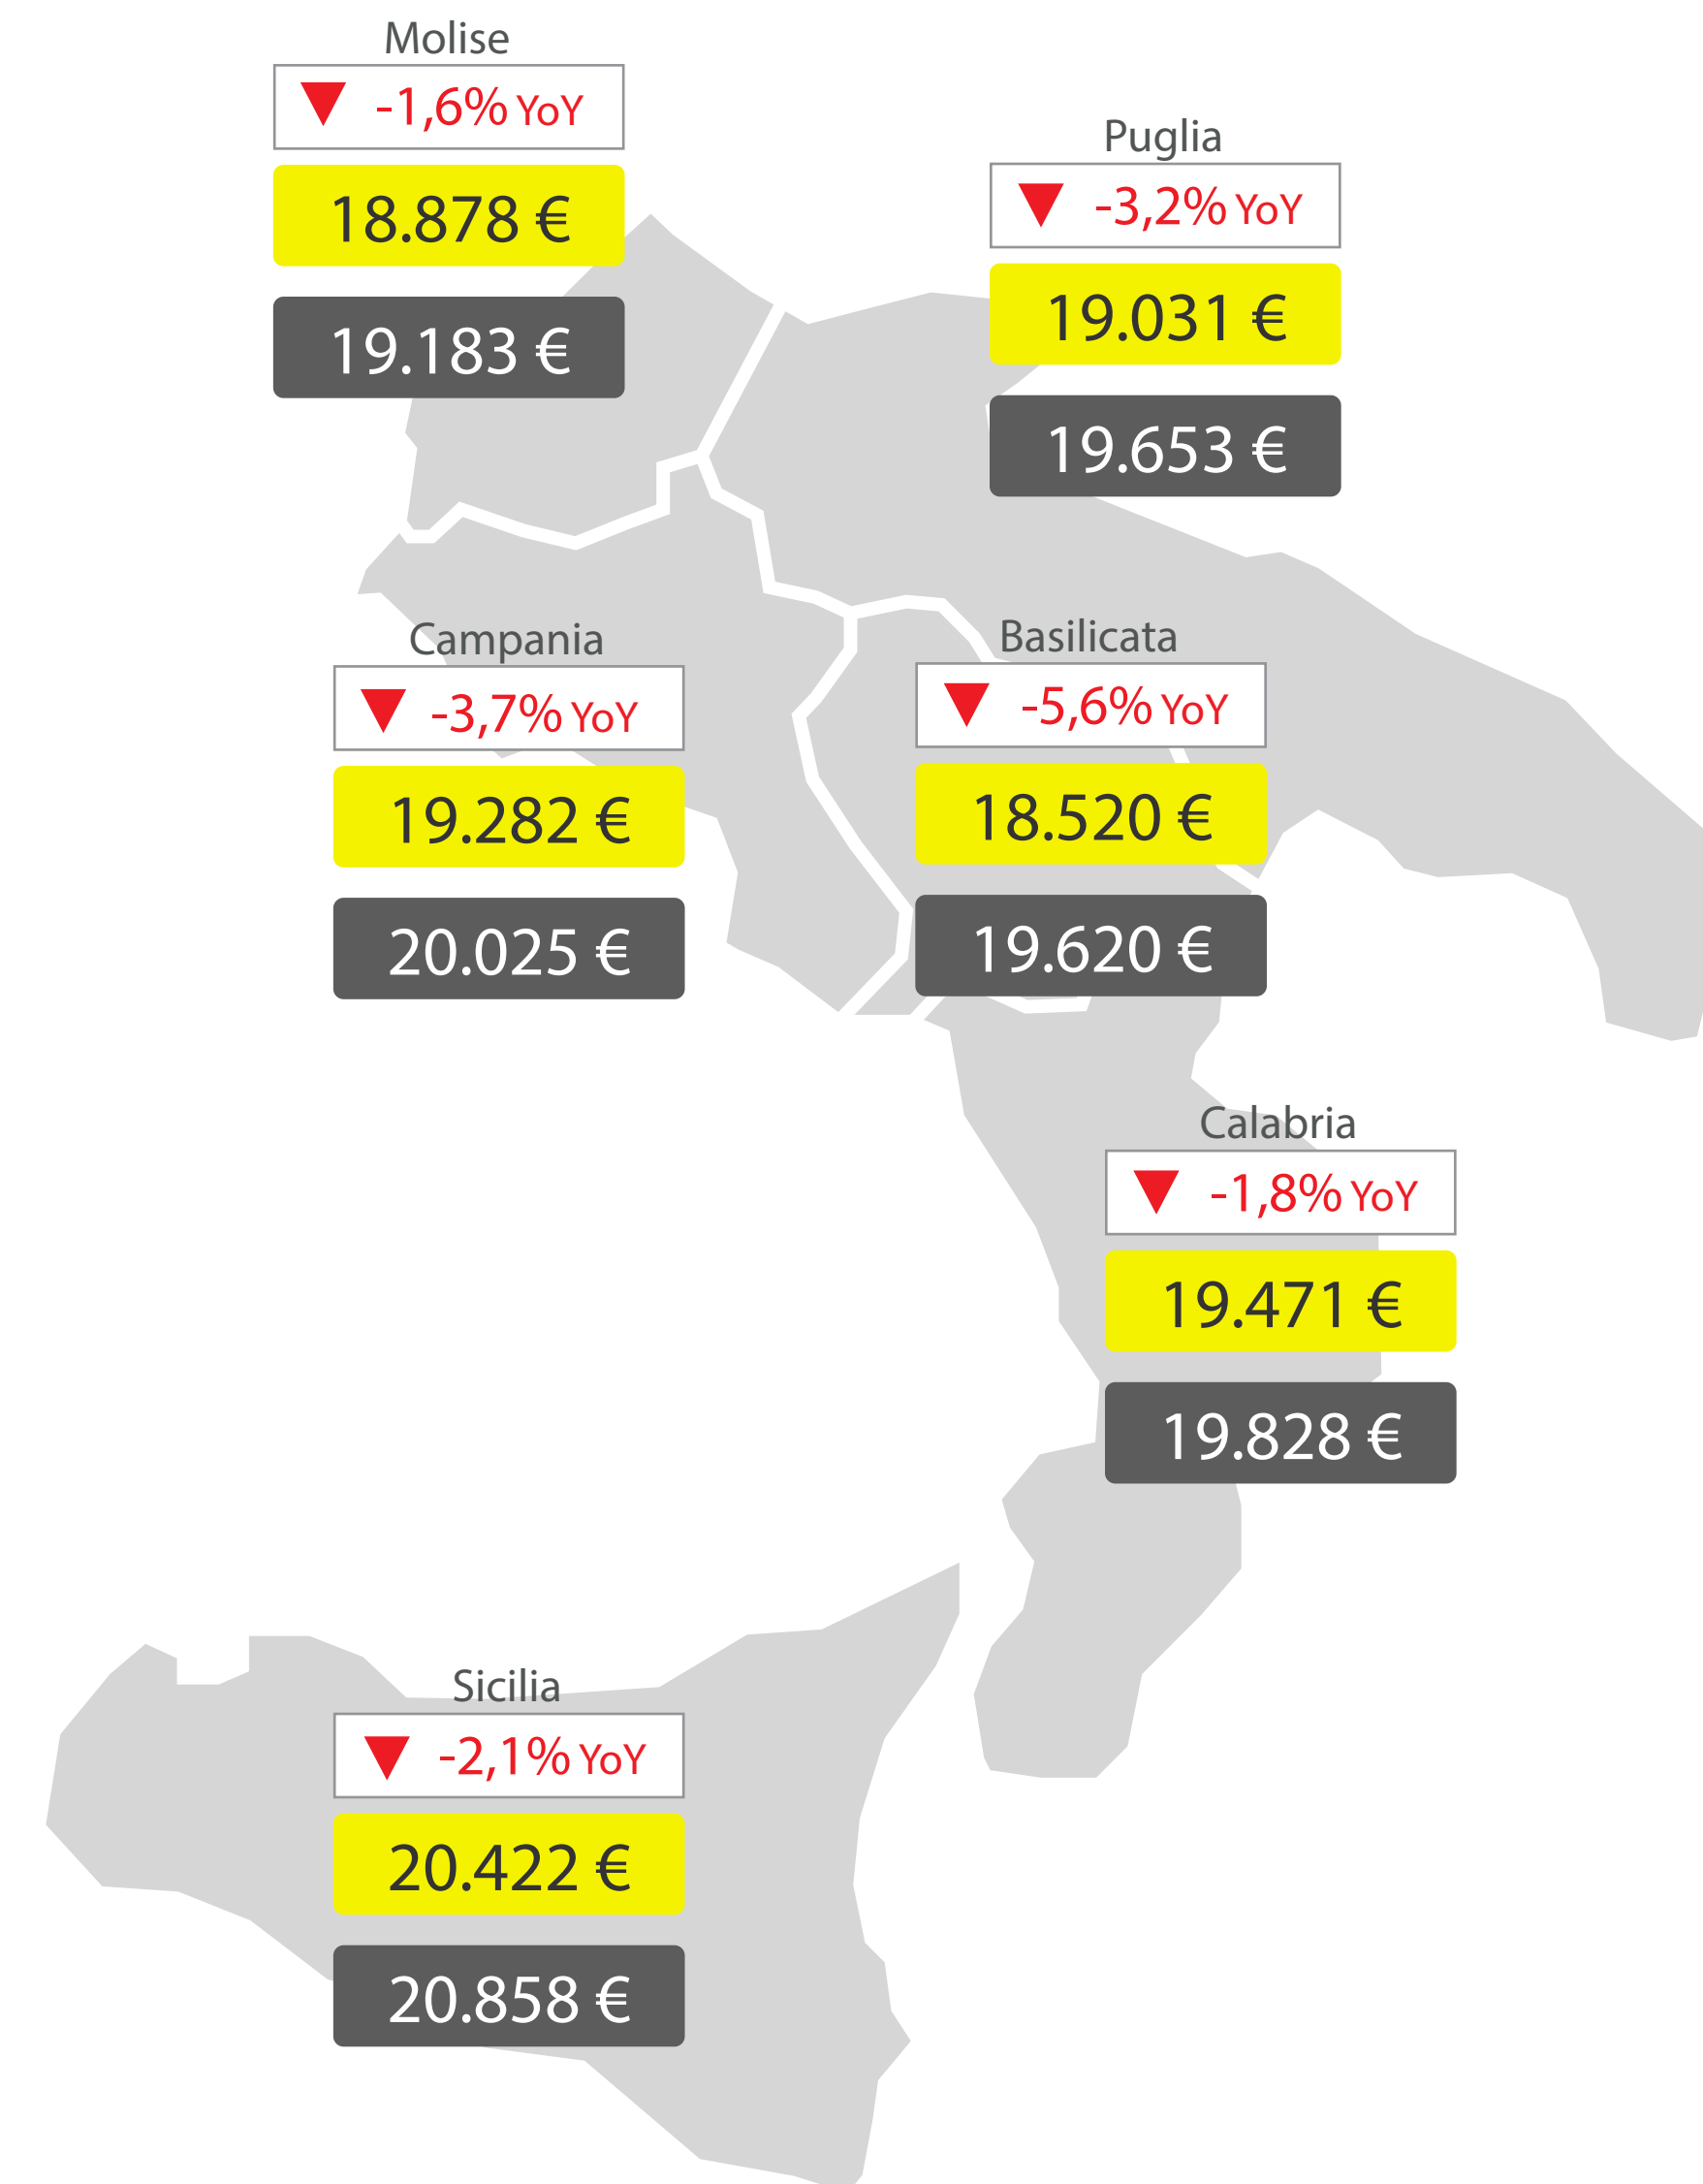 Molise
-1,6% YoY
18.878 €
19.183 €
Puglia
-3,2% YoY
19.031 €
19.653 €
Campania
-3,7% YoY
19.282 €
20.025 €
Basilicata
-5,6% YoY
18.520 €
19.620 €
Calabria
-1,8% YoY
19.471 €
19.828 €
Sicilia
-2,1% YoY
20.422 €
20.858 €